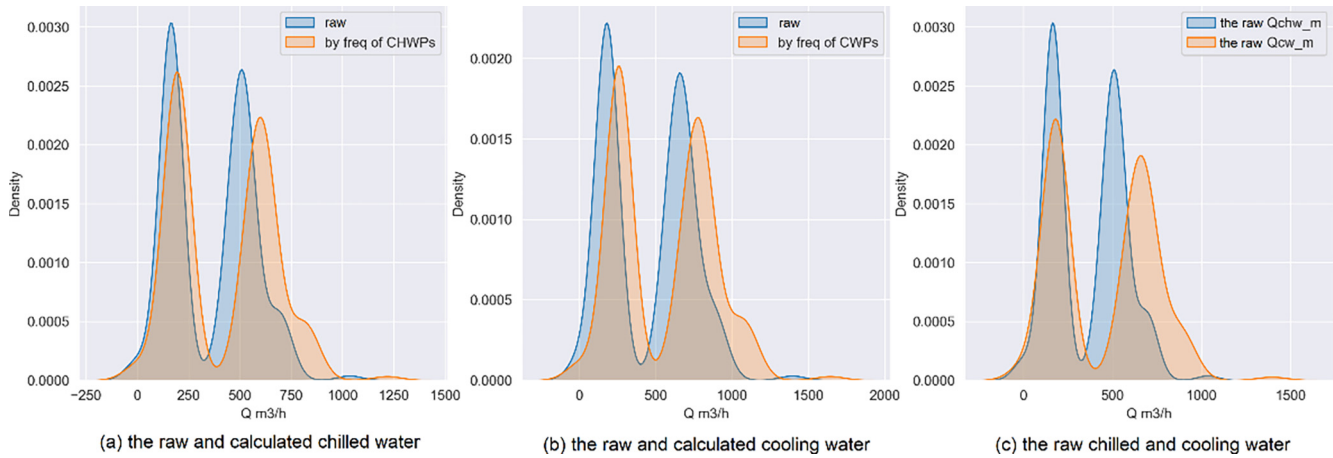 raw
by freq of CHWPs
0.0030
0.0025
0.0020
0.0015
0.0010
0.0005
0.0000
Density
−250 0 250 500 750 1000 1250 1500
Q m3/h
(a) the raw and calculated chilled water
raw
by freq of CWPs
0.0020
0.0015
0.0010
0.0005
0.0000
Density
0 500 1000 1500 2000
Q m3/h
(b) the raw and calculated cooling water
the raw Qchw_m
the raw Qcw_m
0.0030
0.0025
0.0020
0.0015
0.0010
0.0005
0.0000
Density
0 500 1000 1500
Q m3/h
(c) the raw chilled and cooling water